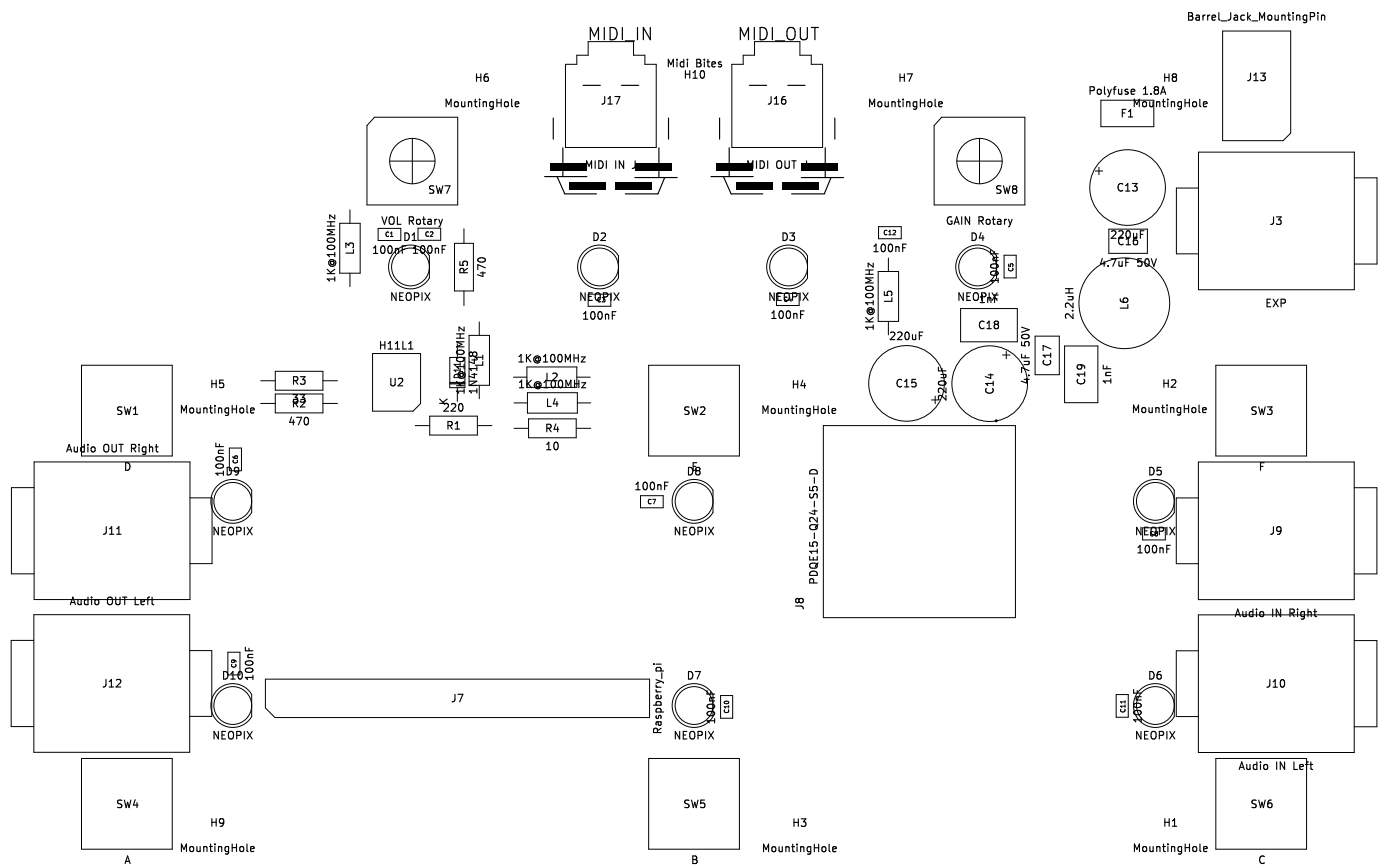 Barrel_Jack_MountingPin
MIDI_IN
MIDI_OUT
Midi Bites
H10
H6
MountingHole
J17
J16
H7
MountingHole
H8
MountingHole
J13
Polyfuse 1.8A
F1
MIDI IN
MIDI OUT
SW7
SW8
C13
220uF
C16
4.7uF 50V
J3
EXP
VOL Rotary
GAIN Rotary
1K@100MHz
L3
C1
100nF
C2
100nF
D1
NEOPIX
R5
470
D2
NEOPIX
C3
100nF
D3
NEOPIX
100nF
C12
100nF
1K@100MHz
L5
D4
NEOPIX
100nF
C5
1nF
C18
2.2uH
L6
220uF
C15
220uF
C14
4.7uF 50V
C17
C19
1nF
H11L1
U2
1K@100MHz
L1
1N4148
K
1K@100MHz
L2
1K@100MHz
L4
R4
10
220
R1
R3
33
R2
470
SW1
D
H5
MountingHole
SW2
E
H4
MountingHole
H2
MountingHole
SW3
F
Audio OUT Right
J11
100nF
C6
D9
NEOPIX
100nF
C7
D8
NEOPIX
PDQE15-Q24-S5-D
J8
D5
NEOPIX
C8
100nF
J9
Audio IN Right
Audio OUT Left
J12
C9
100nF
D10
NEOPIX
J7
Raspberry_pi
D7
NEOPIX
100nF
C10
C11
100nF
D6
NEOPIX
J10
Audio IN Left
SW4
A
H9
MountingHole
SW5
B
H3
MountingHole
H1
MountingHole
SW6
C